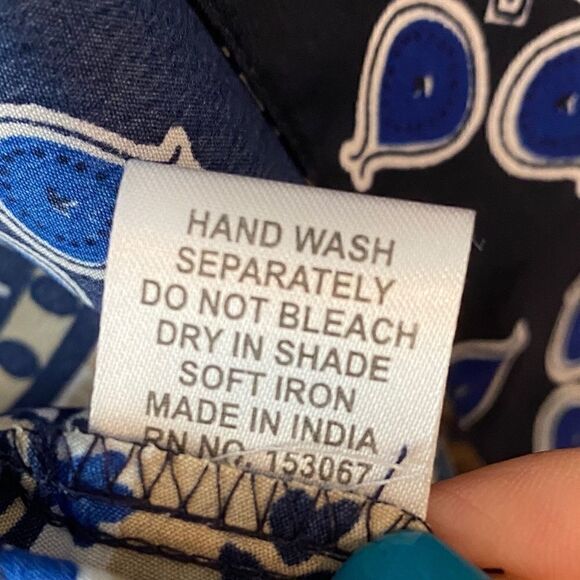 HAND WASH
SEPARATELY
DO NOT BLEACH
DRY IN SHADE
SOFT IRON
MADE IN INDIA
RN NO. 153067